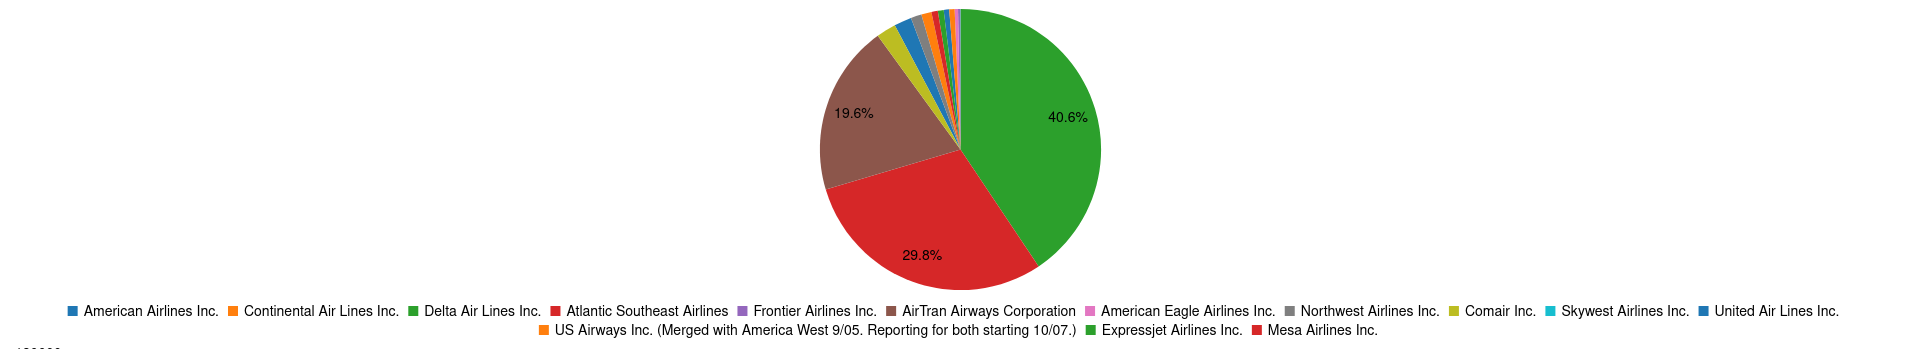 40.6%
19.6%
29.8%
American Airlines Inc. Continental Air Lines Inc. Delta Air Lines Inc. Atlantic Southeast Airlines Frontier Airlines Inc. AirTran Airways Corporation American Eagle Airlines Inc. Northwest Airlines Inc. Comair Inc. Skywest Airlines Inc. United Air Lines Inc.
US Airways Inc. (Merged with America West 9/05. Reporting for both starting 10/07.) Expressjet Airlines Inc. Mesa Airlines Inc.